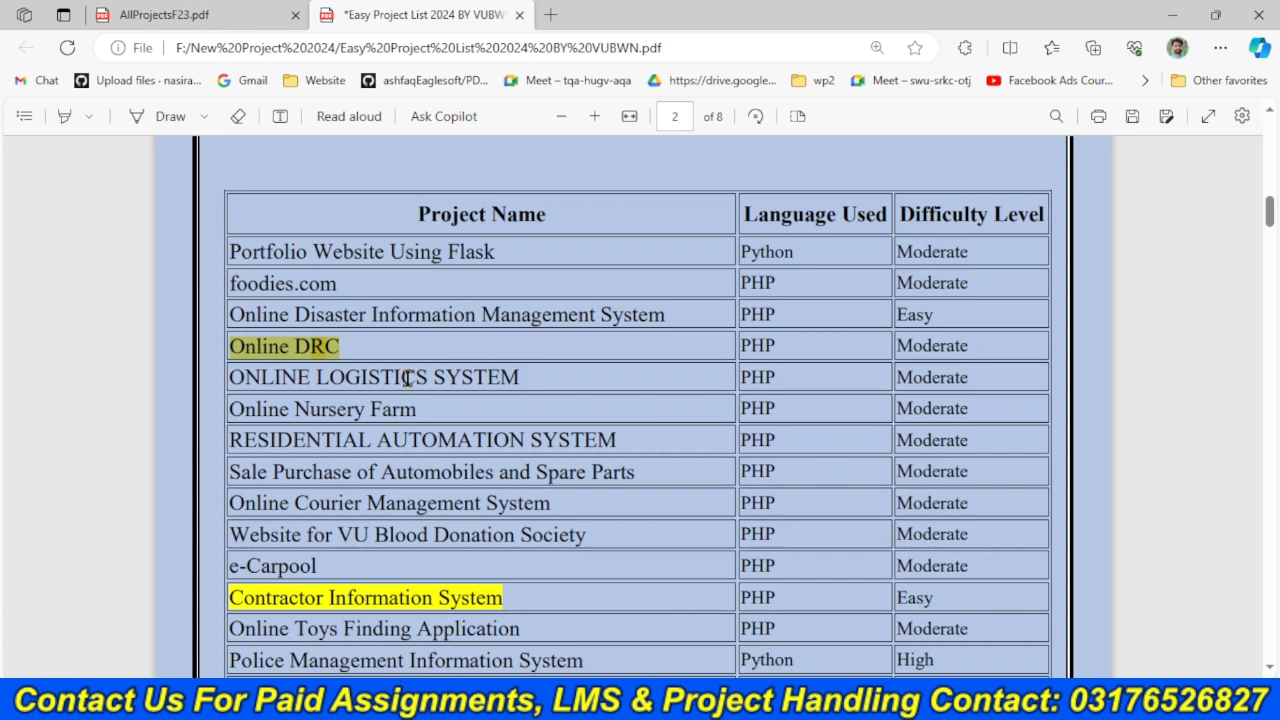 AllProjectsF23.pdf
*Easy Project List 2024 BY VUBWN
File
F:/New%20Project%202024/Easy%20Project%20List%202024%20BY%20VUBWN.pdf
Chat
Upload files · nasira...
Gmail
Website
ashfaqEaglesoft/PD...
Meet – tqa-hugv-aqa
https://drive.google...
wp2
Meet – swu-srkc-otj
Facebook Ads Cour...
Other favorites
Draw
Read aloud
Ask Copilot
2
of 8
Project Name Language Used Difficulty Level
Portfolio Website Using Flask Python Moderate
foodies.com PHP Moderate
Online Disaster Information Management System PHP Easy
Online DRC PHP Moderate
ONLINE LOGISTICS SYSTEM PHP Moderate
Online Nursery Farm PHP Moderate
RESIDENTIAL AUTOMATION SYSTEM PHP Moderate
Sale Purchase of Automobiles and Spare Parts PHP Moderate
Online Courier Management System PHP Moderate
Website for VU Blood Donation Society PHP Moderate
e-Carpool PHP Moderate
Contractor Information System PHP Easy
Online Toys Finding Application PHP Moderate
Police Management Information System Python High
Contact Us For Paid Assignments, LMS & Project Handling Contact: 03176526827